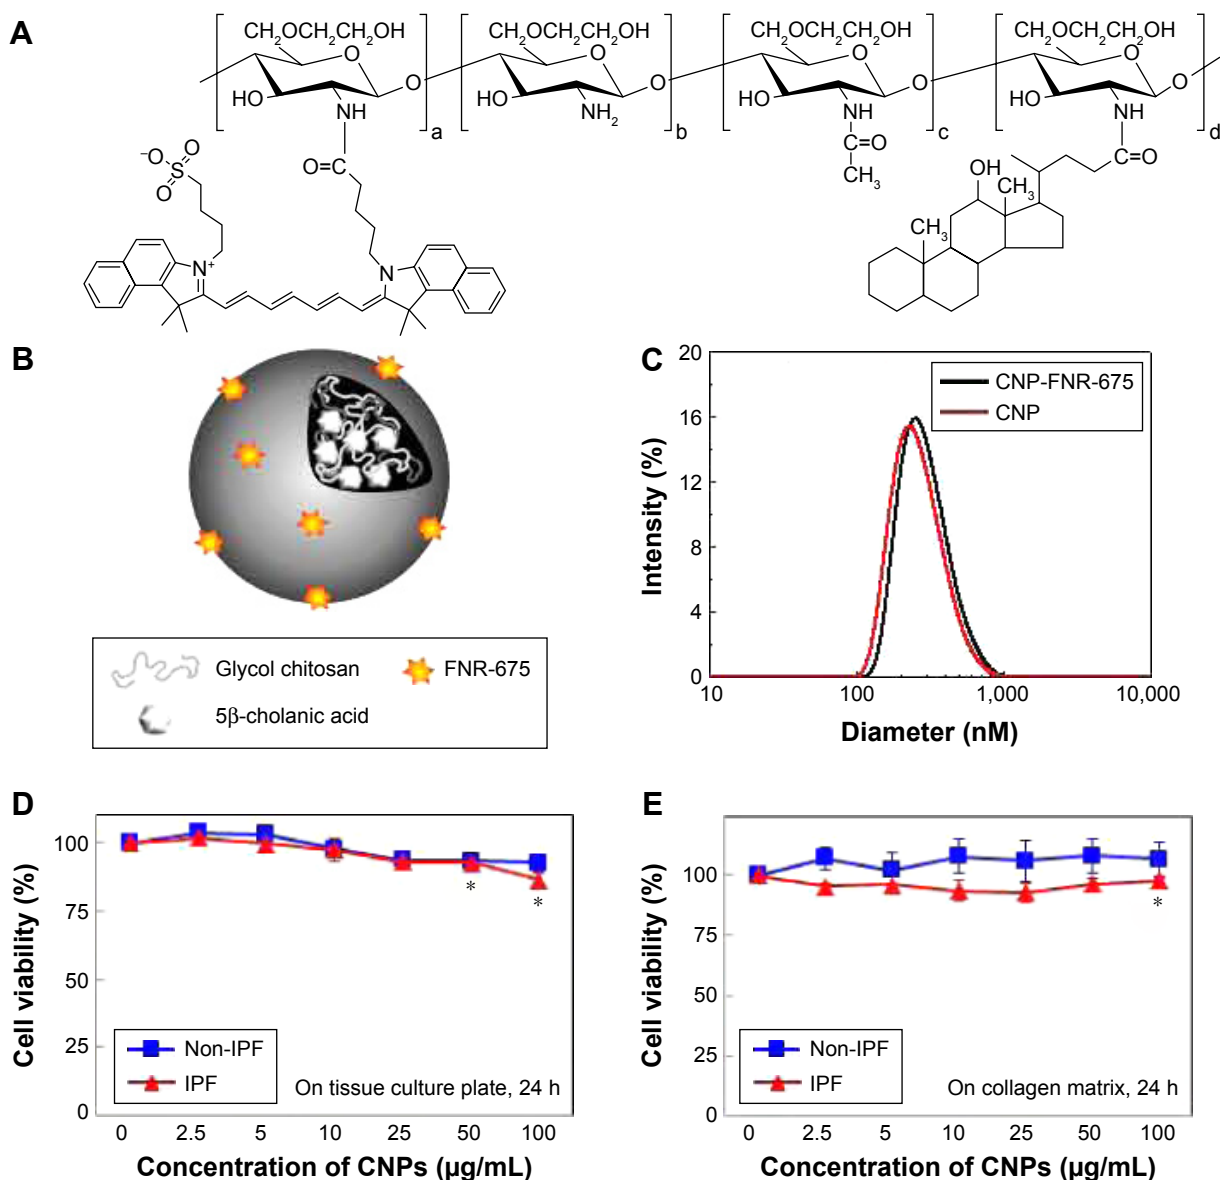 A
CH2OCH2CH2OH
O
HO
NH
O
a
CH2OCH2CH2OH
O
HO
NH2
O
b
CH2OCH2CH2OH
O
HO
NH
O
c
C=O
CH3
CH2OCH2CH2OH
O
HO
NH
O
d
C=O
OH
CH3
CH3
O=C
−O
O
S
O
N+
N
B
Glycol chitosan
FNR-675
5β-cholanic acid
C
20
16
12
8
4
0
Intensity (%)
CNP-FNR-675
CNP
10
100
1,000
10,000
Diameter (nM)
D
Cell viability (%)
100
75
50
25
0
*
*
Non-IPF
IPF
On tissue culture plate, 24 h
0 2.5 5 10 25 50 100
Concentration of CNPs (μg/mL)
E
Cell viability (%)
100
75
50
25
0
*
Non-IPF
IPF
On collagen matrix, 24 h
0 2.5 5 10 25 50 100
Concentration of CNPs (μg/mL)